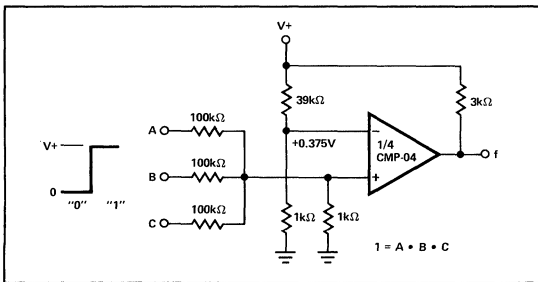 V+
39kΩ
3kΩ
100kΩ
A
V+
+0.375V
−
1/4
CMP-04
f
100kΩ
B
+
0
"0" "1"
100kΩ
C
1kΩ
1kΩ
1 = A • B • C